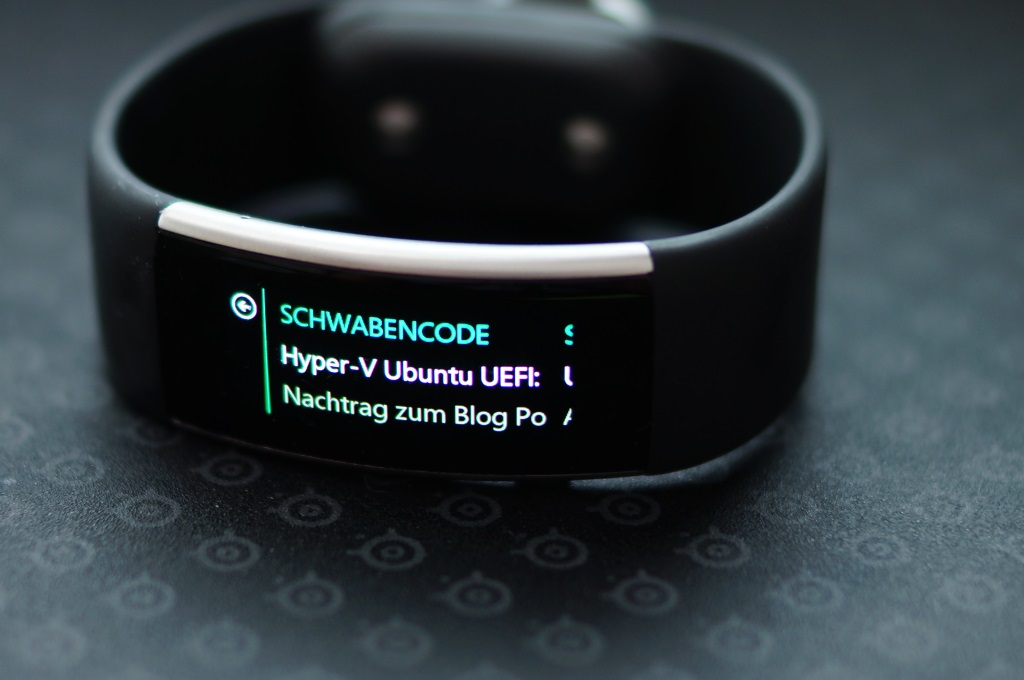 SCHWABENCODE
Hyper-V Ubuntu UEFI:
Nachtrag zum Blog Po